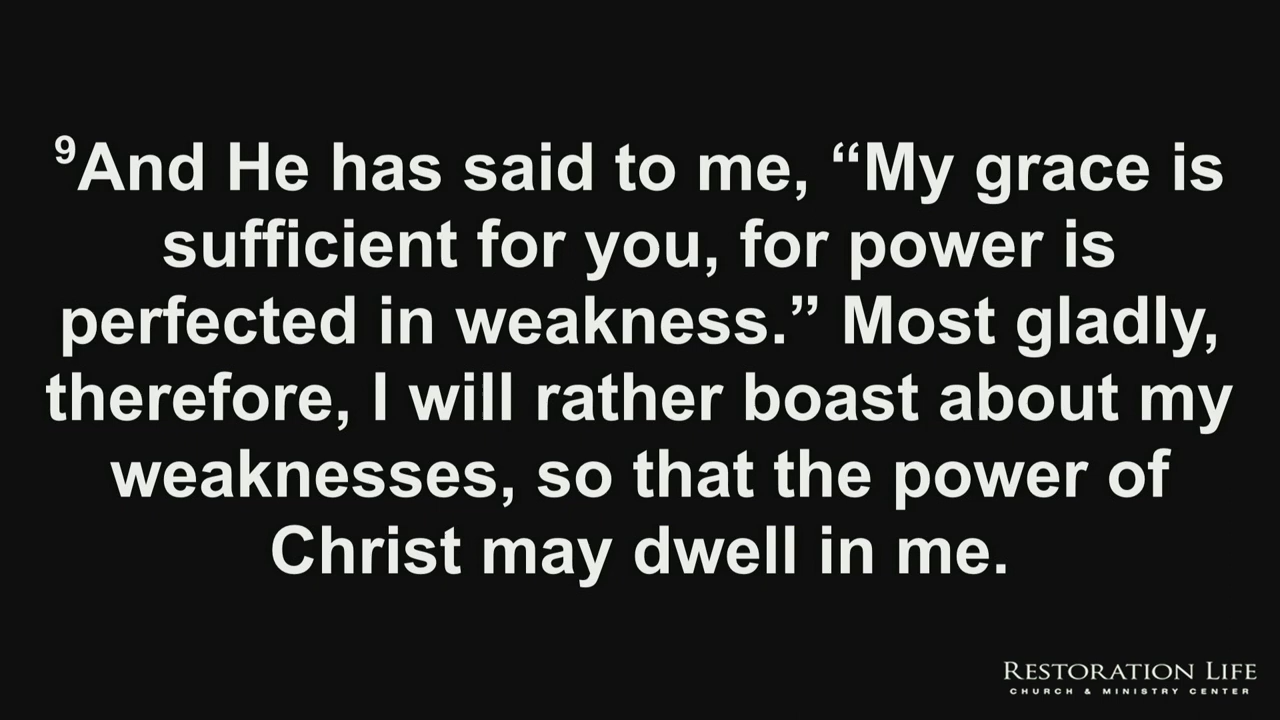 ⁹And He has said to me, “My grace is
sufficient for you, for power is
perfected in weakness.” Most gladly,
therefore, I will rather boast about my
weaknesses, so that the power of
Christ may dwell in me.
RESTORATION LIFE
CHURCH & MINISTRY CENTER